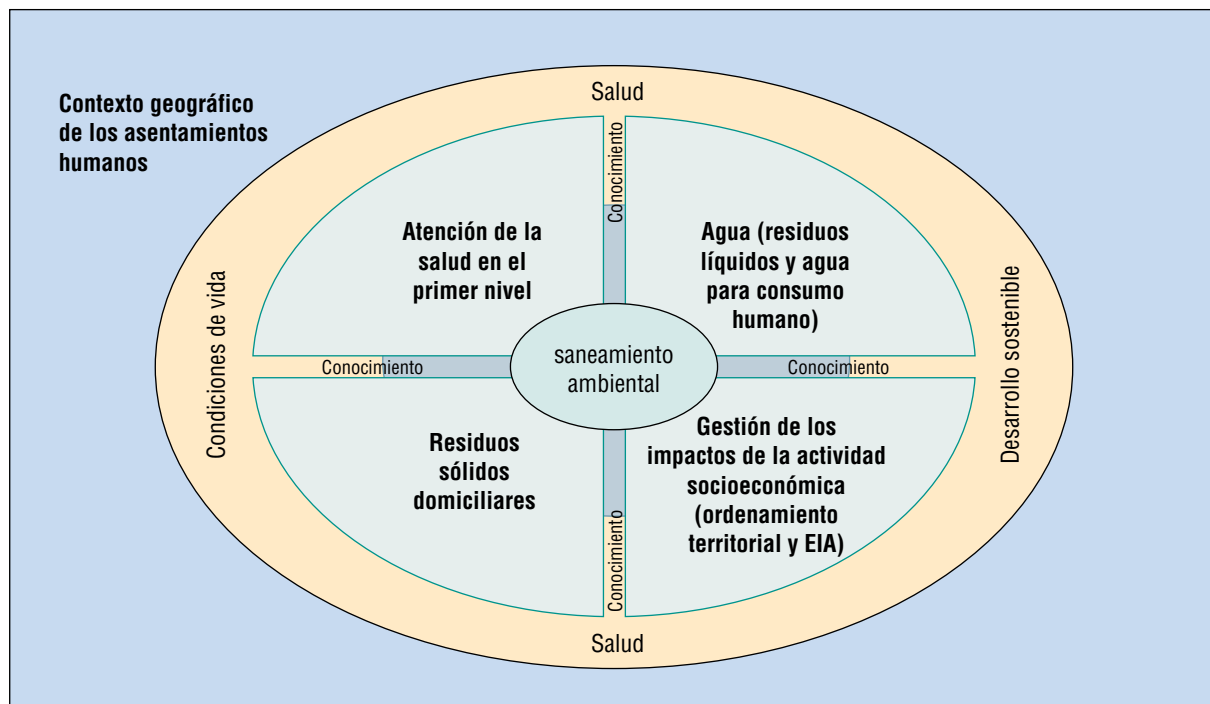 Contexto geográfico
de los asentamientos
humanos
Salud
Conocimiento
Atención de la
salud en el
primer nivel
Agua (residuos
líquidos y agua
para consumo
humano)
Condiciones de vida
Conocimiento
saneamiento
ambiental
Conocimiento
Desarrollo sostenible
Residuos
sólidos
domiciliares
Gestión de los
impactos de la actividad
socioeconómica
(ordenamiento
territorial y EIA)
Conocimiento
Salud